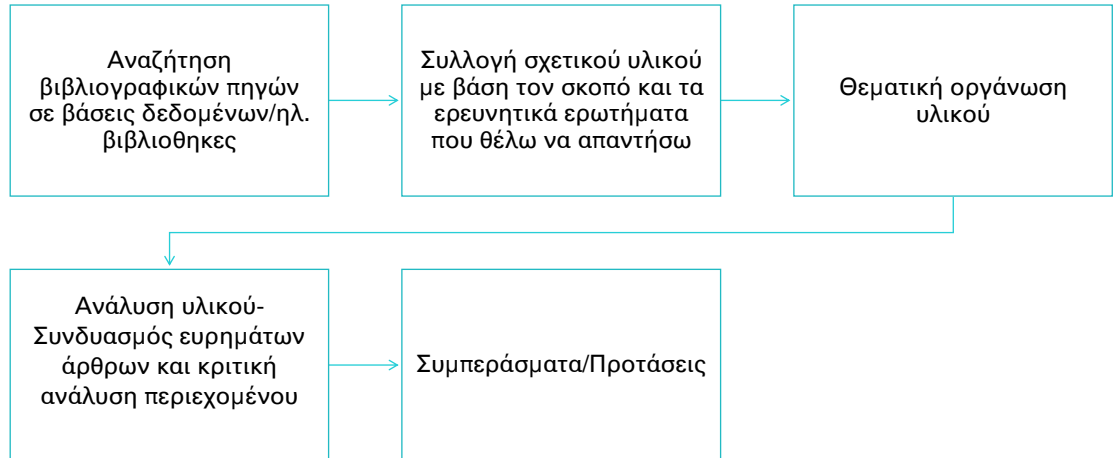 Αναζήτηση
βιβλιογραφικών πηγών
σε βάσεις δεδομένων/ηλ.
βιβλιοθηκες
Συλλογή σχετικού υλικού
με βάση τον σκοπό και τα
ερευνητικά ερωτήματα
που θέλω να απαντήσω
Θεματική οργάνωση
υλικού
Ανάλυση υλικού-
Συνδυασμός ευρημάτων
άρθρων και κριτική
ανάλυση περιεχομένου
Συμπεράσματα/Προτάσεις